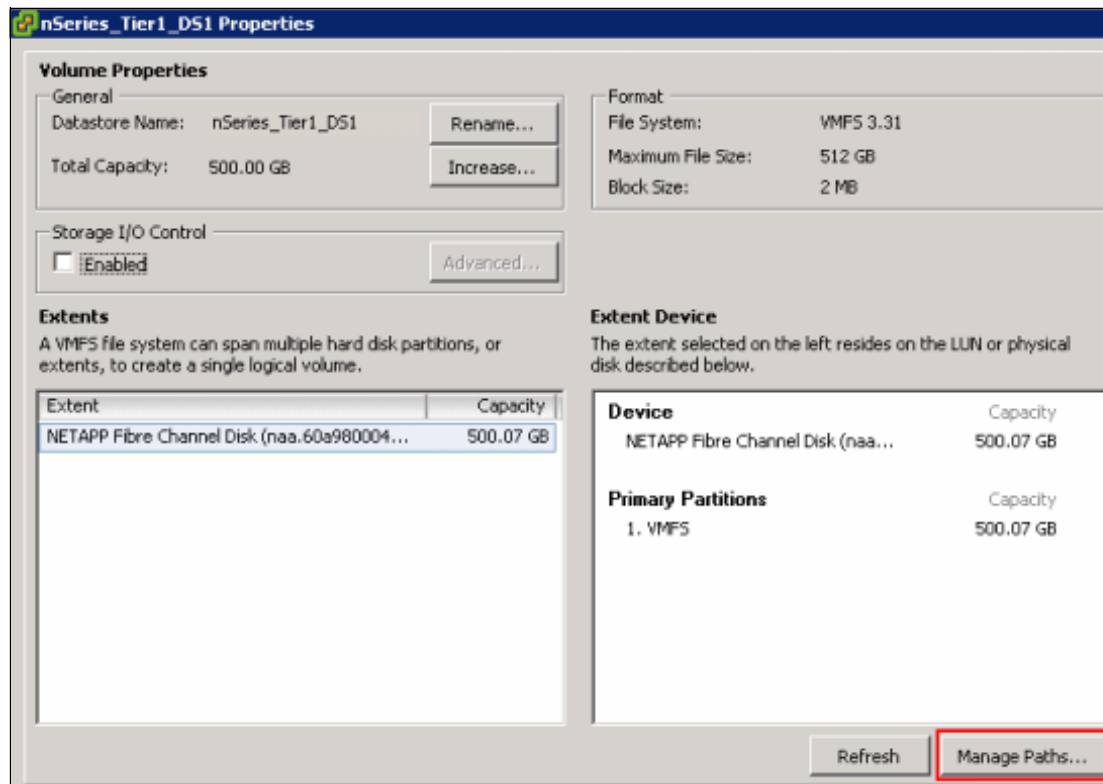 nSeries_Tier1_DS1 Properties
Volume Properties
General
Datastore Name: nSeries_Tier1_DS1 Rename...
Total Capacity: 500.00 GB Increase...
Format
File System: VMFS 3.31
Maximum File Size: 512 GB
Block Size: 2 MB
Storage I/O Control
Enabled Advanced...
Extents
A VMFS file system can span multiple hard disk partitions, or
extents, to create a single logical volume.
Extent Capacity
NETAPP Fibre Channel Disk (naa.60a980004... 500.07 GB
Extent Device
The extent selected on the left resides on the LUN or physical
disk described below.
Device Capacity
NETAPP Fibre Channel Disk (naa... 500.07 GB
Primary Partitions Capacity
1. VMFS 500.07 GB
Refresh Manage Paths...